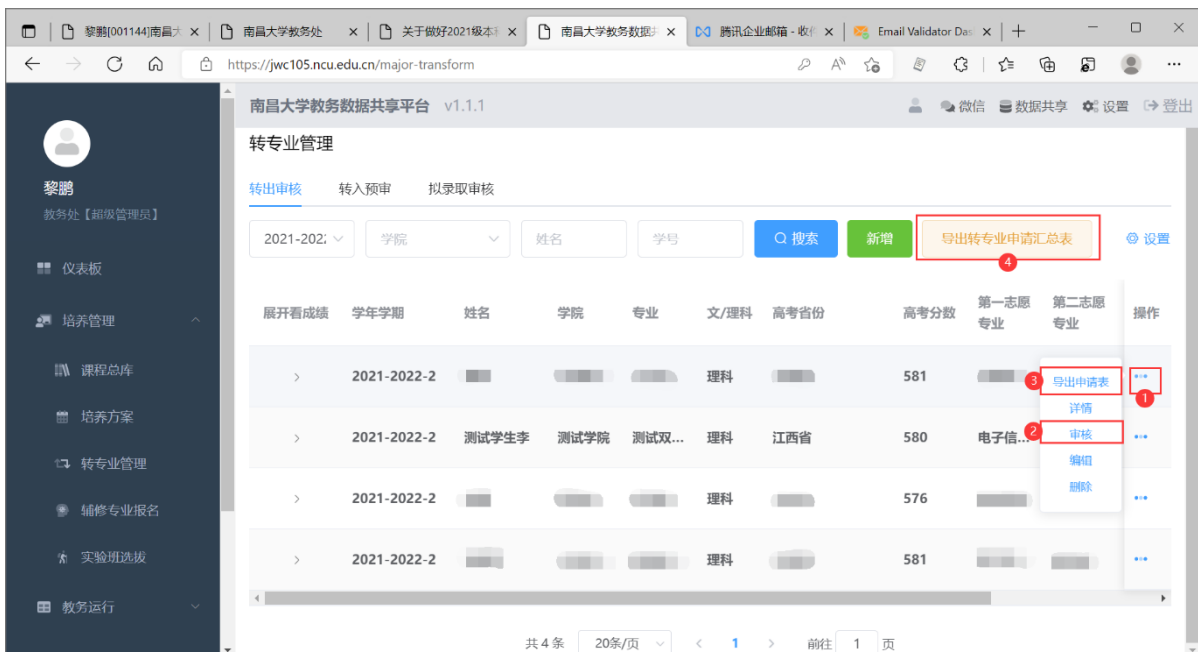 黎鹏[001144]南昌大
南昌大学教务处
关于做好2021级本科
南昌大学教务数据共
腾讯企业邮箱 - 收件
Email Validator Das
https://jwc105.ncu.edu.cn/major-transform
南昌大学教务数据共享平台 v1.1.1
微信 数据共享 设置 登出
黎鹏
教务处【超级管理员】
仪表板
培养管理
课程总库
培养方案
转专业管理
辅修专业报名
实验班选拔
教务运行
转专业管理
转出审核 转入预审 拟录取审核
2021-202 学院 姓名 学号 搜索 新增 导出转专业申请汇总表 设置
4
展开看成绩 学年学期 姓名 学院 专业 文/理科 高考省份 高考分数 第一志愿专业 第二志愿专业 操作
2021-2022-2 理科 581
2021-2022-2 测试学生李 测试学院 测试双... 理科 江西省 580 电子信...
2021-2022-2 理科 576
2021-2022-2 理科 581
3 导出申请表
1
详情
2 审核
编辑
删除
共 4 条 20条/页 1 前往 1 页